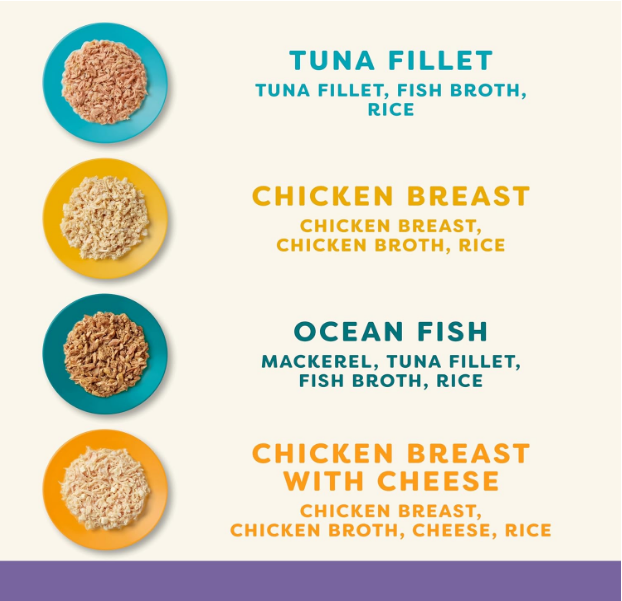 TUNA FILLET
TUNA FILLET, FISH BROTH,
RICE
CHICKEN BREAST
CHICKEN BREAST,
CHICKEN BROTH, RICE
OCEAN FISH
MACKEREL, TUNA FILLET,
FISH BROTH, RICE
CHICKEN BREAST
WITH CHEESE
CHICKEN BREAST,
CHICKEN BROTH, CHEESE, RICE